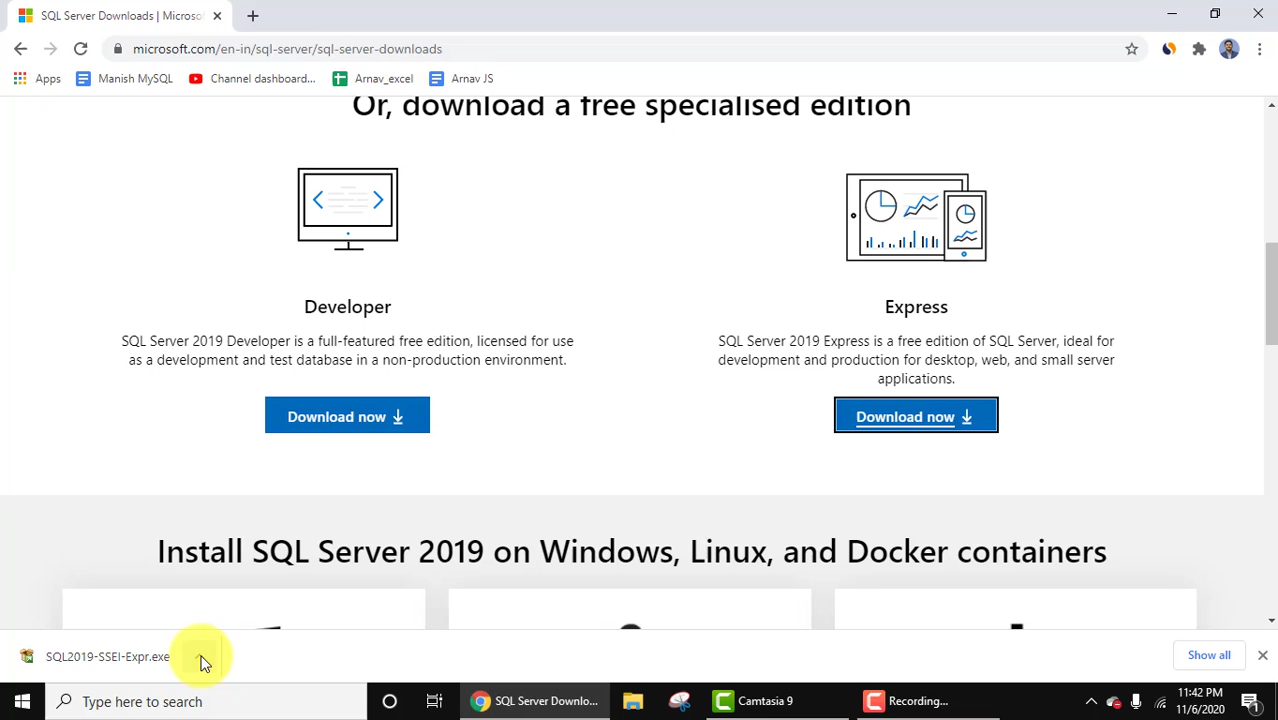 SQL Server Downloads | Microsof
microsoft.com/en-in/sql-server/sql-server-downloads
Apps
Manish MySQL
Channel dashboard...
Arnav_excel
Arnav JS
Or, download a free specialised edition
Developer
SQL Server 2019 Developer is a full-featured free edition, licensed for use
as a development and test database in a non-production environment.
Download now
Express
SQL Server 2019 Express is a free edition of SQL Server, ideal for
development and production for desktop, web, and small server
applications.
Download now
Install SQL Server 2019 on Windows, Linux, and Docker containers
SQL2019-SSEI-Expr.exe
Show all
Type here to search
SQL Server Downlo...
Camtasia 9
Recording...
11:42 PM
11/6/2020
1